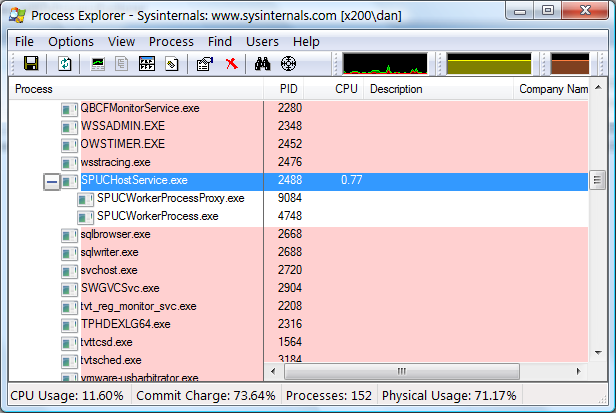 Process Explorer - Sysinternals: www.sysinternals.com [x200\dan]
File Options View Process Find Users Help
Process PID CPU Description Company Nam
QBCFMonitorService.exe 2280
WSSADMIN.EXE 2348
OWSTIMER.EXE 2452
wsstracing.exe 2476
SPUCHostService.exe 2488 0.77
SPUCWorkerProcessProxy.exe 9084
SPUCWorkerProcess.exe 4748
sqlbrowser.exe 2668
sqlwriter.exe 2688
svchost.exe 2720
SWGVCSvc.exe 2904
tvt_reg_monitor_svc.exe 2208
TPHDEXLG64.exe 2316
tvttcsd.exe 1564
tvtsched.exe 3184
vmware-usbarbitrator.exe
CPU Usage: 11.60% Commit Charge: 73.64% Processes: 152 Physical Usage: 71.17%